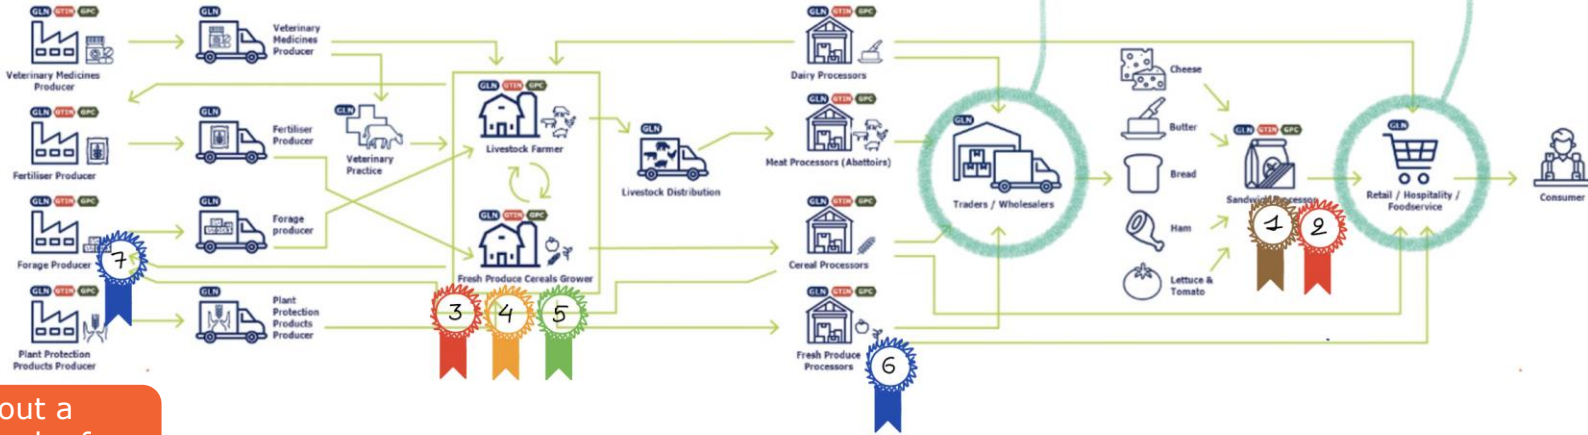 GLN GTIN GPC
Veterinary Medicines
Producer
GLN
Veterinary
Medicines
Producer
GLN GTIN GPC
Fertiliser Producer
GLN
Fertiliser
Producer
GLN
Veterinary
Practice
GLN GTIN GPC
Forage Producer
7
GLN
Forage
producer
GLN GTIN GPC
Plant Protection
Products Producer
GLN
Plant
Protection
Products
Producer
GLN GTIN GPC
Livestock Farmer
GLN GTIN GPC
Fresh Produce Cereals Grower
3
4
5
GLN
Livestock Distribution
GLN GTIN GPC
Dairy Processors
GLN GTIN GPC
Meat Processors (Abattoirs)
GLN GTIN GPC
Cereal Processors
GLN GTIN GPC
Fresh Produce
Processors
6
GLN
Traders / Wholesalers
Cheese
Butter
Bread
Ham
Lettuce &
Tomato
GLN GTIN GPC
Sandwich Processor
1
2
GLN
Retail / Hospitality /
Foodservice
Consumer
out a